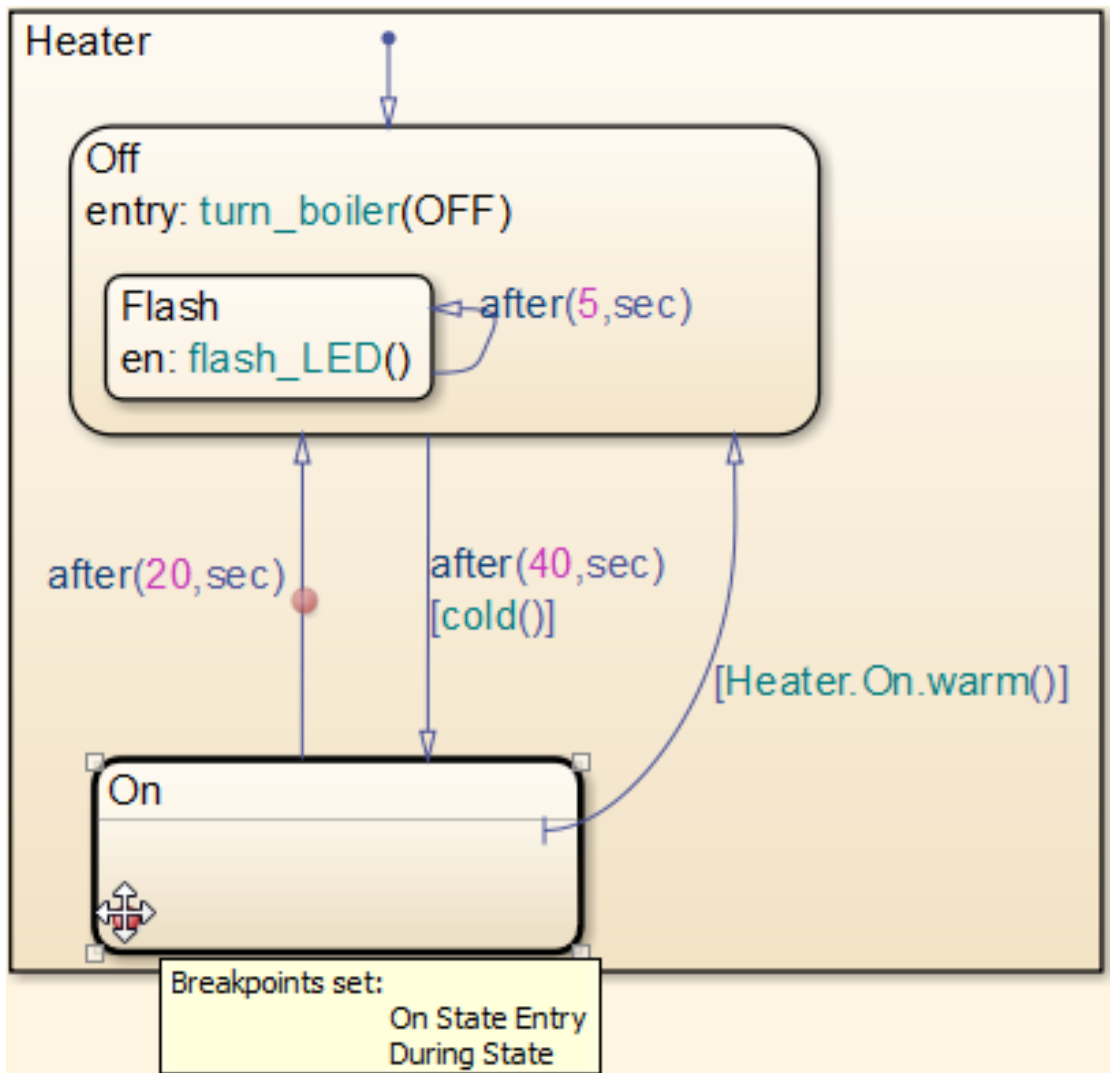 Heater
Off
entry: turn_boiler(OFF)
Flash
after(5,sec)
en: flash_LED()
after(20,sec)
after(40,sec)
[cold()]
[Heater.On.warm()]
On
Breakpoints set:
On State Entry
During State